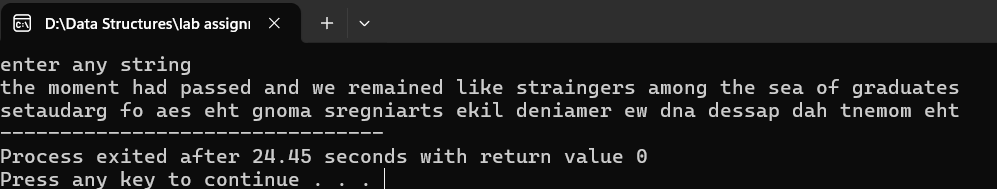 D:\Data Structures\lab assignr
enter any string
the moment had passed and we remained like straingers among the sea of graduates
setaudarg fo aes eht gnoma sregniarts ekil deniamer ew dna dessap dah tnemom eht
--------------------------------
Process exited after 24.45 seconds with return value 0
Press any key to continue . . .